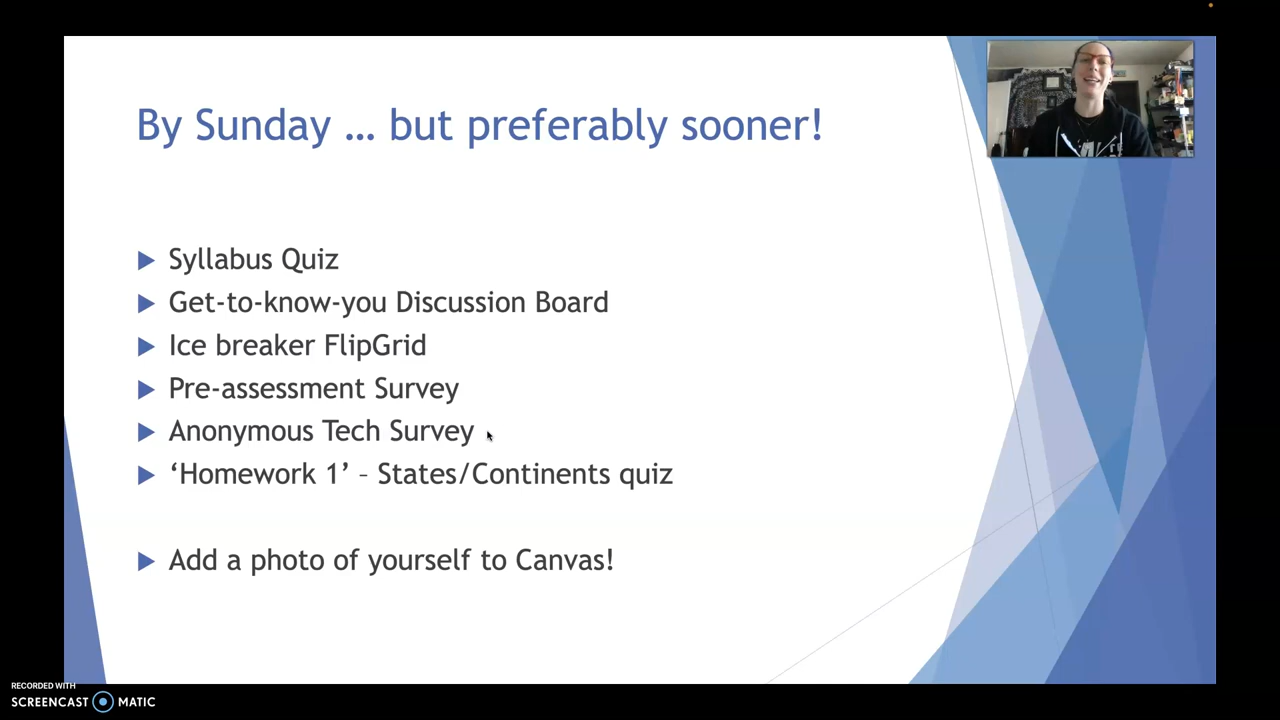 By Sunday … but preferably sooner!
Syllabus Quiz
Get-to-know-you Discussion Board
Ice breaker FlipGrid
Pre-assessment Survey
Anonymous Tech Survey
‘Homework 1’ – States/Continents quiz
Add a photo of yourself to Canvas!
RECORDED WITH
SCREENCAST MATIC